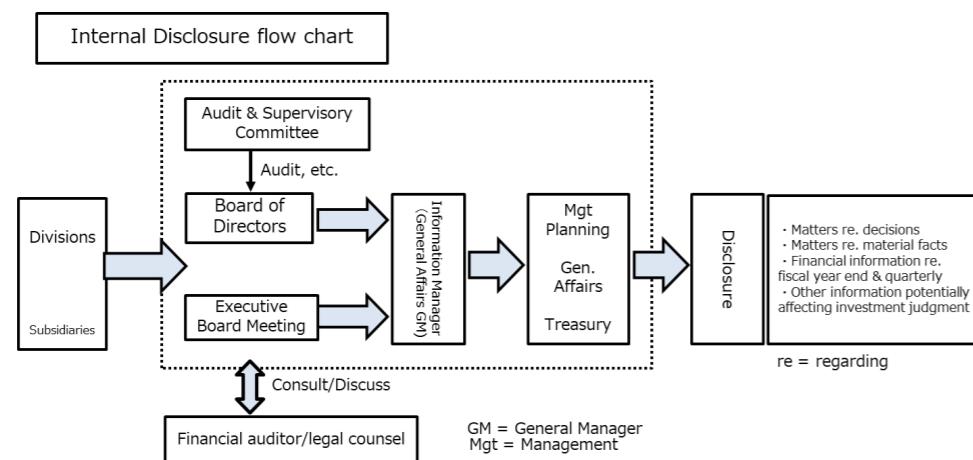 Internal Disclosure flow chart
Audit & Supervisory
Committee
Audit, etc.
Divisions
Subsidiaries
Board of
Directors
Executive
Board Meeting
Information Manager
(General Affairs GM)
Mgt
Planning
Gen.
Affairs
Treasury
Disclosure
・Matters re. decisions
・Matters re. material facts
・Financial information re.
fiscal year end & quarterly
・Other information potentially
affecting investment judgment
re = regarding
Consult/Discuss
Financial auditor/legal counsel
GM = General Manager
Mgt = Management